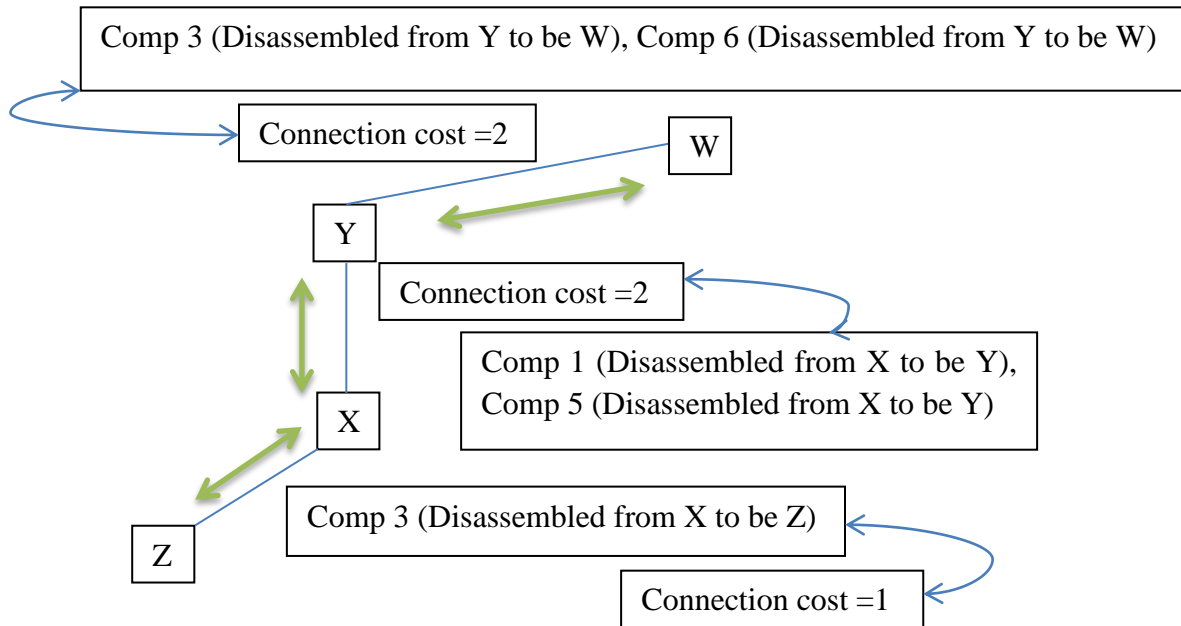 Comp 3 (Disassembled from Y to be W), Comp 6 (Disassembled from Y to be W)
Connection cost =2
W
Y
Connection cost =2
Comp 1 (Disassembled from X to be Y),
Comp 5 (Disassembled from X to be Y)
X
Comp 3 (Disassembled from X to be Z)
Z
Connection cost =1